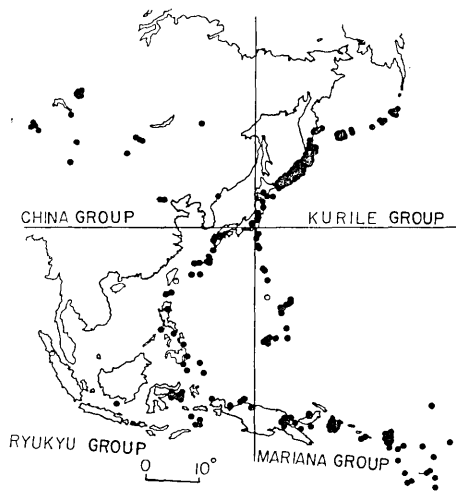 CHINA GROUP
KURILE GROUP
RYUKYU GROUP
MARIANA GROUP
0 10°